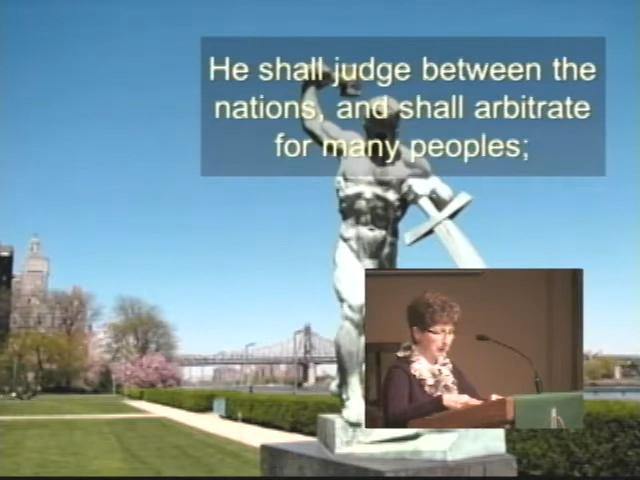 He shall judge between the
nations, and shall arbitrate
for many peoples;